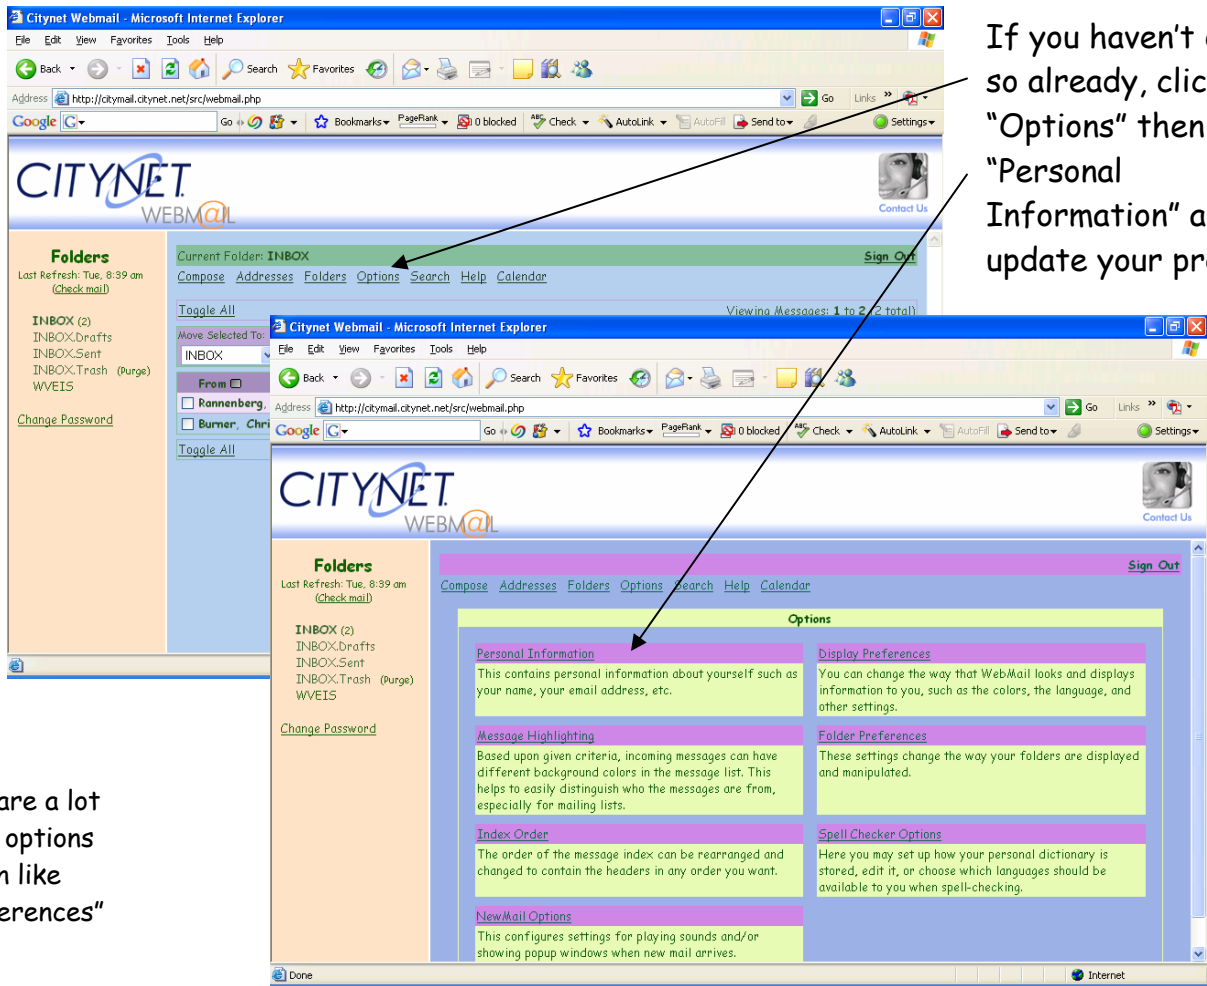 Citynet Webmail - Microsoft Internet Explorer
File Edit View Favorites Tools Help
Back Search Favorites
Address http://citymail.citynet.net/src/webmail.php Go Links »
Google G Go Bookmarks PageRank 0 blocked ABC Check AutoLink AutoFill Send to Settings
CITYNET
WEBM@IL
Contact Us
Folders
Last Refresh: Tue, 8:39 am
(Check mail)
INBOX (2)
INBOX.Drafts
INBOX.Sent
INBOX.Trash (Purge)
WVEIS
Change Password
Current Folder: INBOX Sign Out
Compose Addresses Folders Options Search Help Calendar
Toggle All Viewing Messages: 1 to 2 (2 total)
Move Selected To:
INBOX
From
Rannenberg,
Burner, Chri
Toggle All
If you haven't
so already, clic
"Options" then
"Personal
Information" a
update your pr
Citynet Webmail - Microsoft Internet Explorer
File Edit View Favorites Tools Help
Back Search Favorites
Address http://citymail.citynet.net/src/webmail.php Go Links »
Google G Go Bookmarks PageRank 0 blocked ABC Check AutoLink AutoFill Send to Settings
CITYNET
WEBM@IL
Contact Us
Folders
Last Refresh: Tue, 8:39 am
(Check mail)
INBOX (2)
INBOX.Drafts
INBOX.Sent
INBOX.Trash (Purge)
WVEIS
Change Password
Sign Out
Compose Addresses Folders Options Search Help Calendar
Options
Personal Information
This contains personal information about yourself such as
your name, your email address, etc.
Display Preferences
You can change the way that WebMail looks and displays
information to you, such as the colors, the language, and
other settings.
Message Highlighting
Based upon given criteria, incoming messages can have
different background colors in the message list. This
helps to easily distinguish who the messages are from,
especially for mailing lists.
Folder Preferences
These settings change the way your folders are displayed
and manipulated.
Index Order
The order of the message index can be rearranged and
changed to contain the headers in any order you want.
Spell Checker Options
Here you may set up how your personal dictionary is
stored, edit it, or choose which languages should be
available to you when spell-checking.
NewMail Options
This configures settings for playing sounds and/or
showing popup windows when new mail arrives.
Done Internet
are a lot
options
n like
erences"